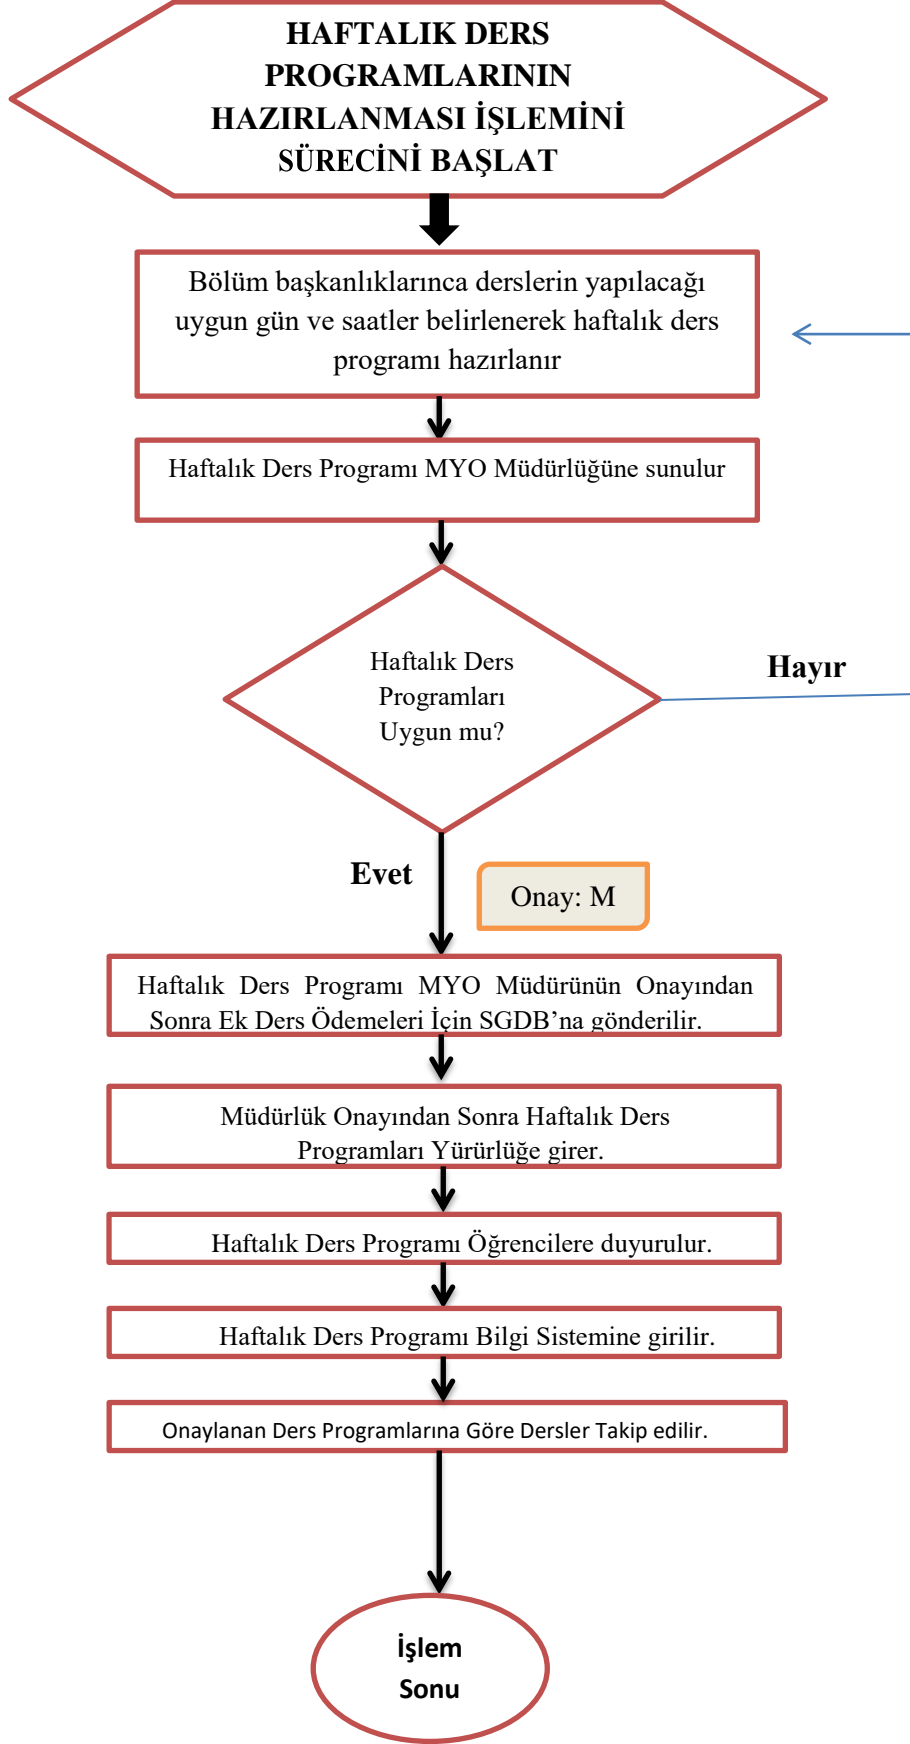 HAFTALIK DERS
PROGRAMLARININ
HAZIRLANMASI İŞLEMİNİ
SÜRECİNİ BAŞLAT
Bölüm başkanlıklarınca derslerin yapılacağı
uygun gün ve saatler belirlenerek haftalık ders
programı hazırlanır
Haftalık Ders Programı MYO Müdürlüğüne sunulur
Haftalık Ders
Programları
Uygun mu?
Hayır
Evet
Onay: M
Haftalık Ders Programı MYO Müdürünün Onayından
Sonra Ek Ders Ödemeleri İçin SGDB’na gönderilir.
Müdürlük Onayından Sonra Haftalık Ders
Programları Yürürlüğe girer.
Haftalık Ders Programı Öğrencilere duyurulur.
Haftalık Ders Programı Bilgi Sistemine girilir.
Onaylanan Ders Programlarına Göre Dersler Takip edilir.
İşlem
Sonu